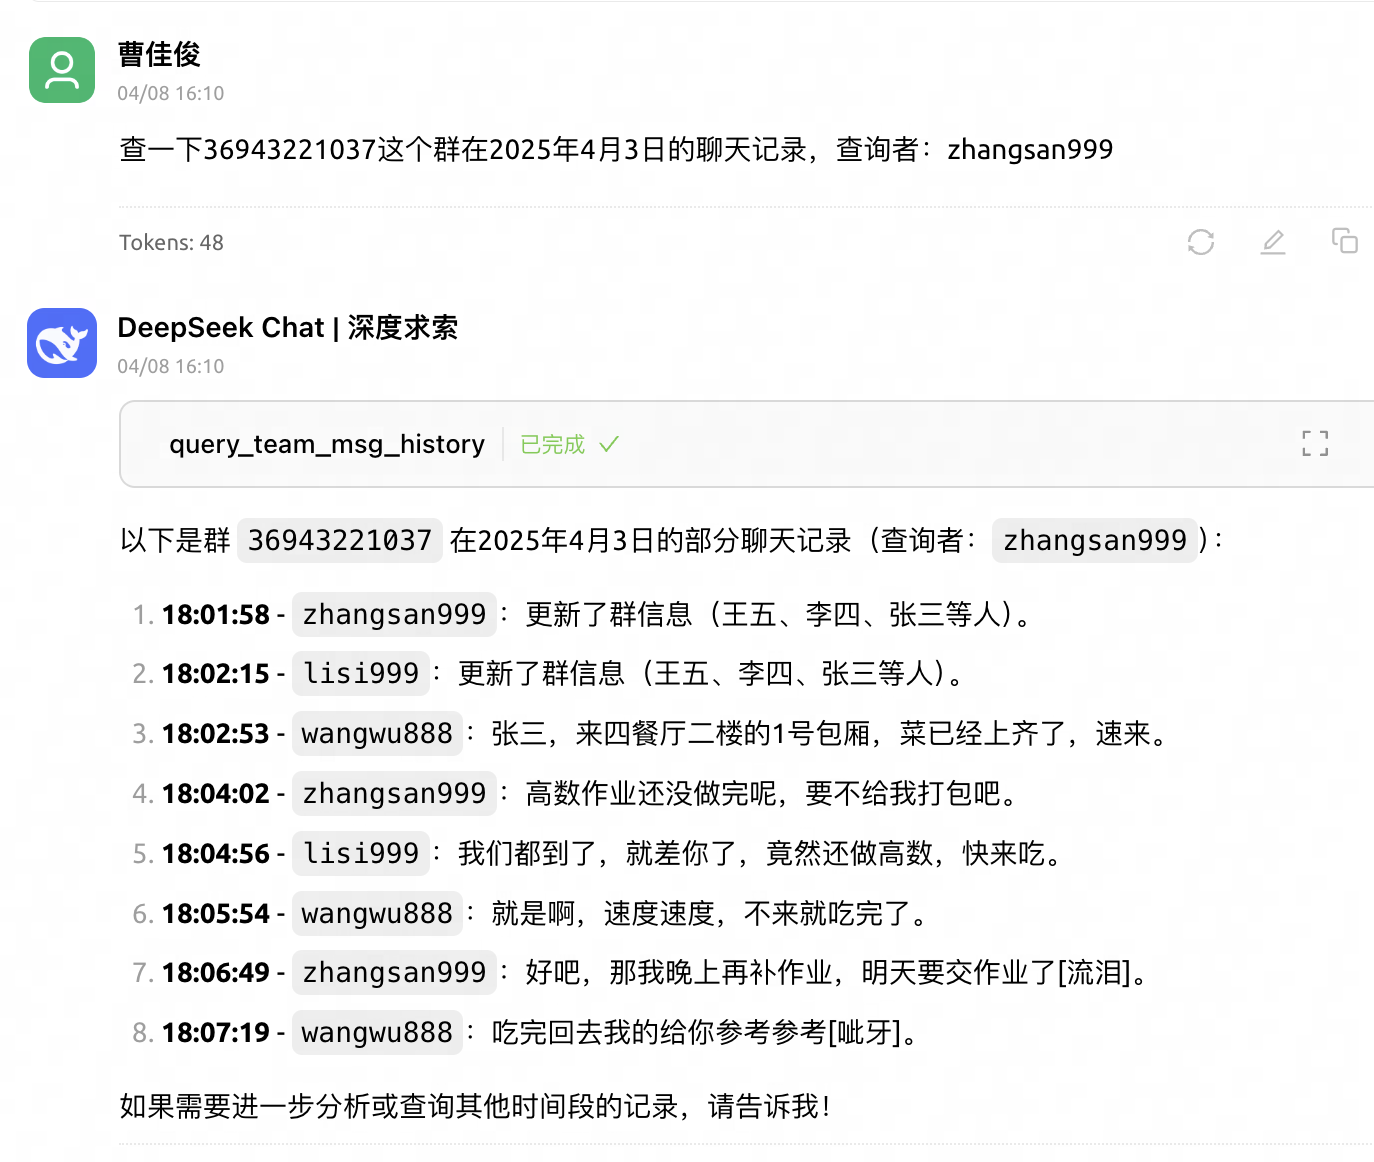 曹佳俊
04/08 16:10
查一下36943221037这个群在2025年4月3日的聊天记录，查询者：zhangsan999
Tokens: 48
DeepSeek Chat | 深度求索
04/08 16:10
query_team_msg_history 已完成
以下是群 36943221037 在2025年4月3日的部分聊天记录（查询者： zhangsan999）：
1. 18:01:58 - zhangsan999： 更新了群信息（王五、李四、张三等人）。
2. 18:02:15 - lisi999： 更新了群信息（王五、李四、张三等人）。
3. 18:02:53 - wangwu888： 张三，来四餐厅二楼的1号包厢，菜已经上齐了，速来。
4. 18:04:02 - zhangsan999： 高数作业还没做完呢，要不给我打包吧。
5. 18:04:56 - lisi999： 我们都到了，就差你了，竟然还做高数，快来吃。
6. 18:05:54 - wangwu888： 就是啊，速度速度，不来就吃完了。
7. 18:06:49 - zhangsan999： 好吧，那我晚上再补作业，明天要交作业了[流泪]。
8. 18:07:19 - wangwu888： 吃完回去我的给你参考参考[呲牙]。
如果需要进一步分析或查询其他时间段的记录，请告诉我！